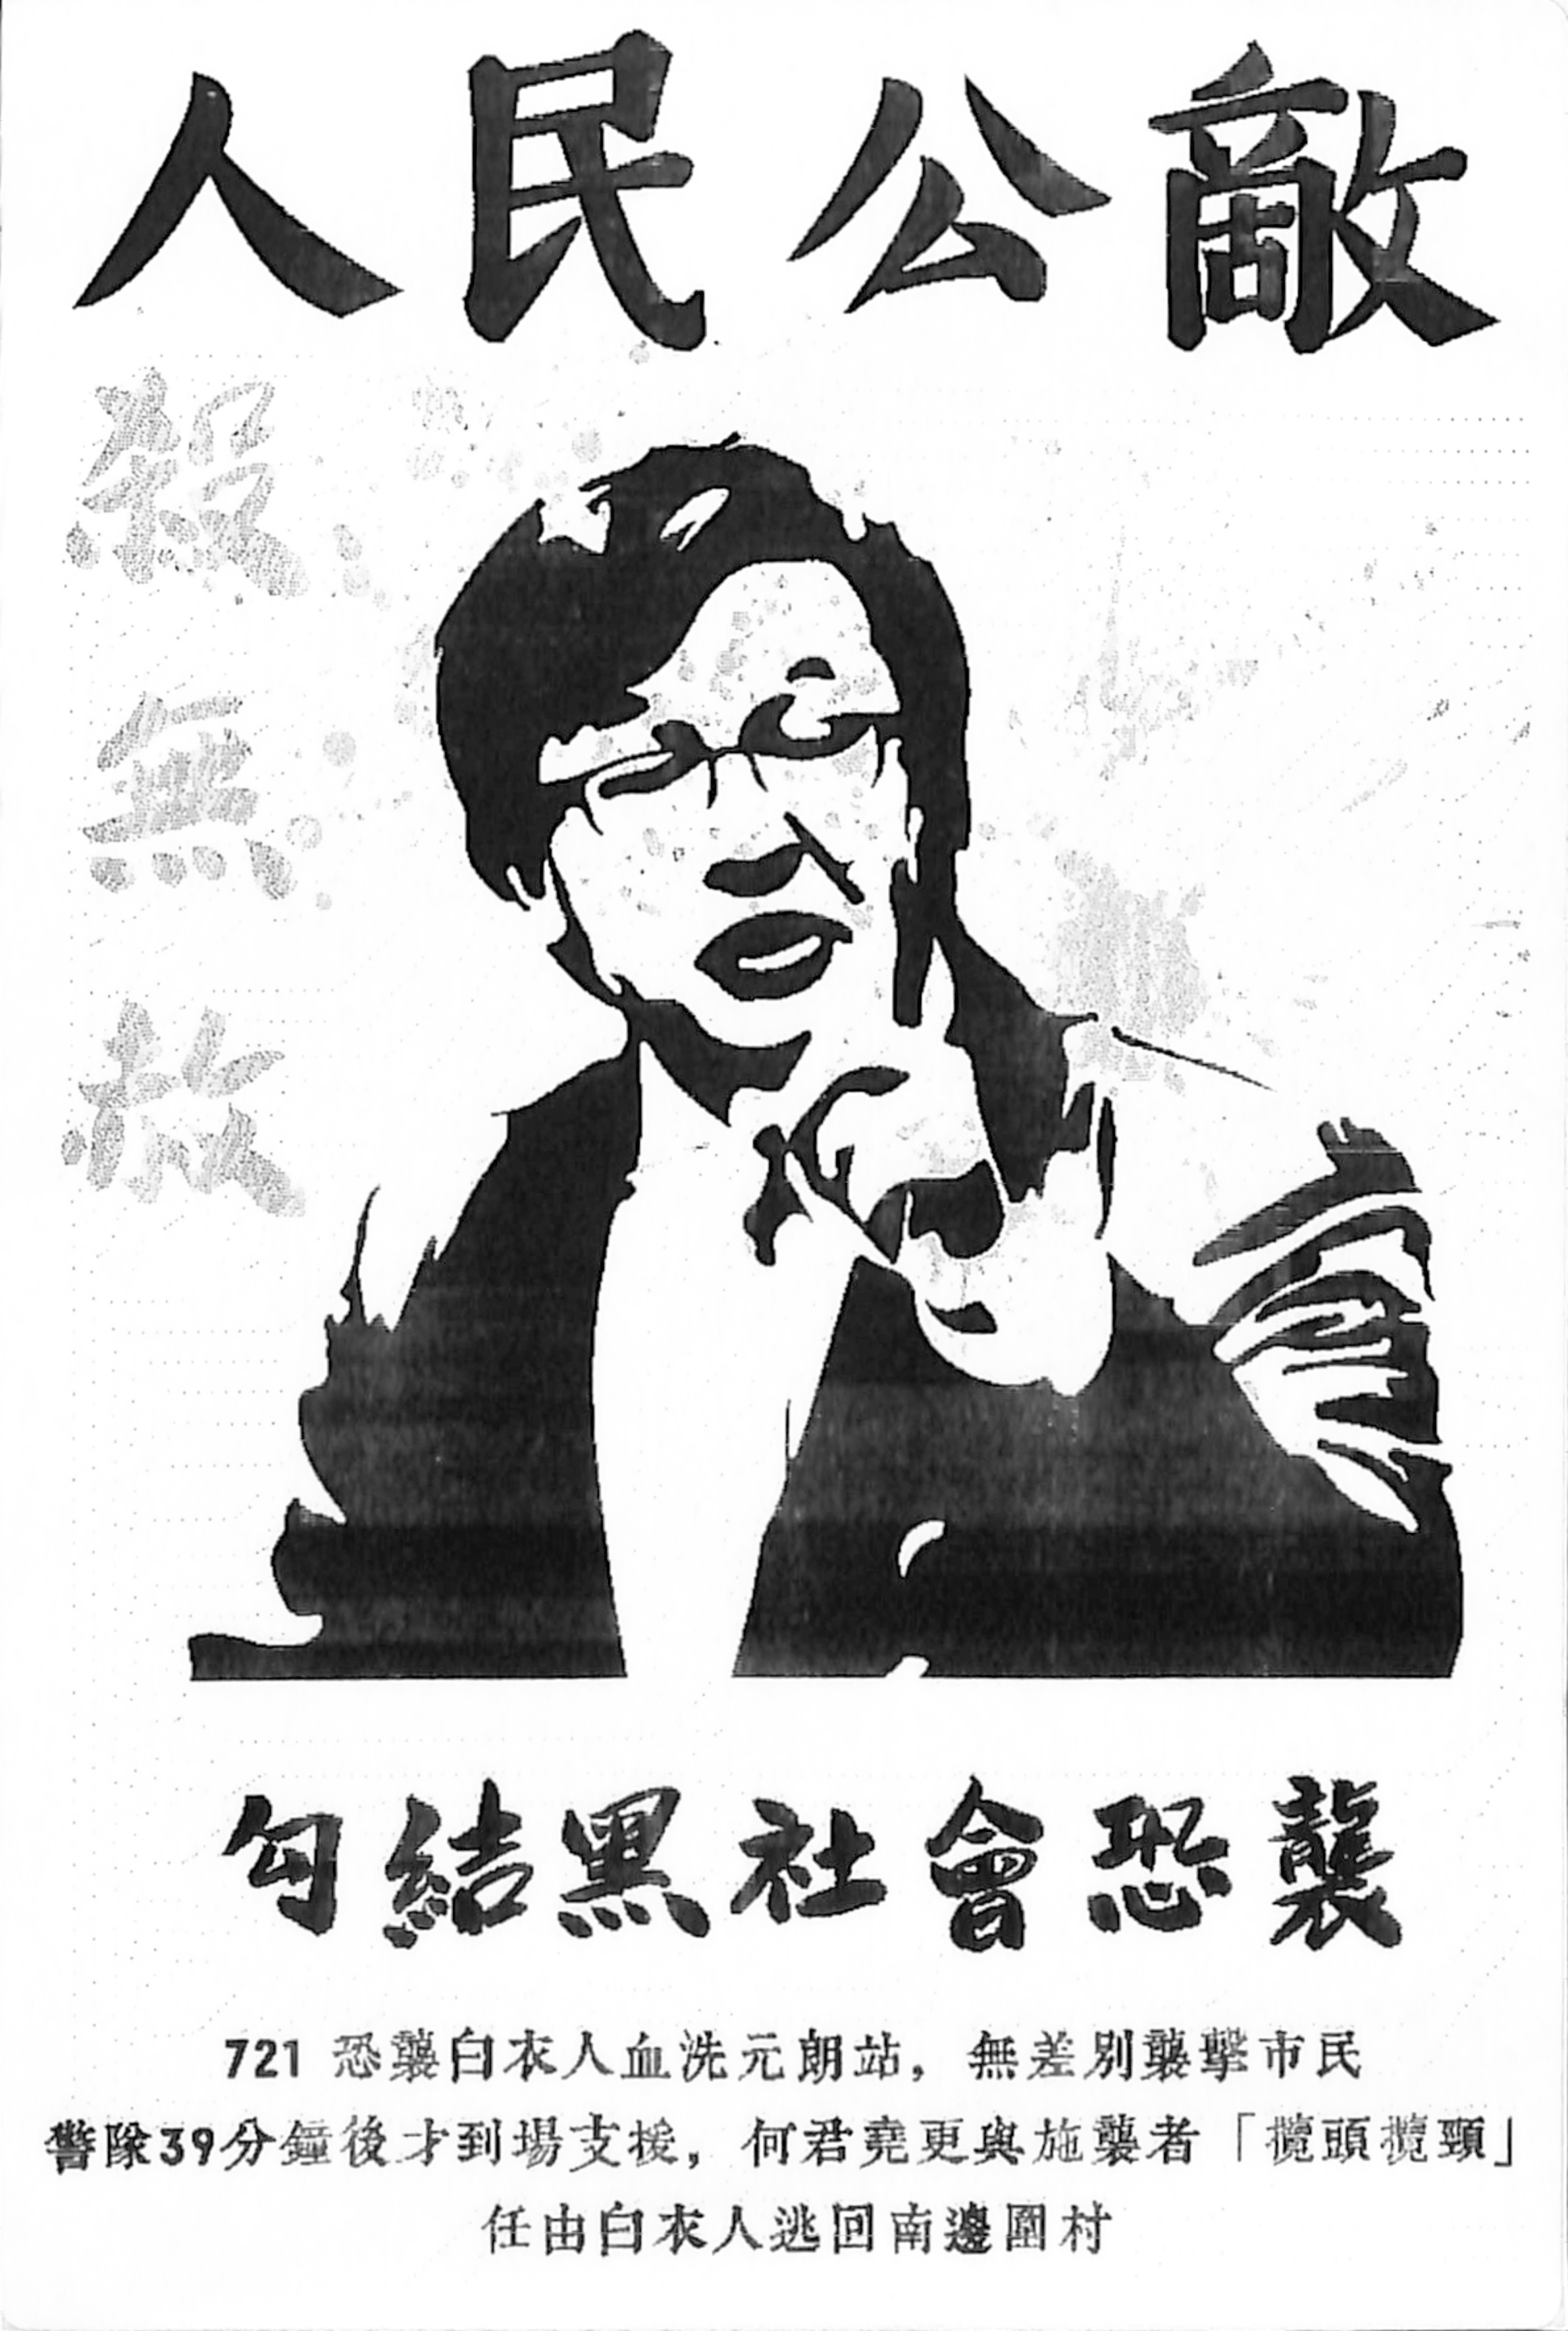 人民公敵
殺
無
赦
勾結黑社會恐襲
721 恐襲白衣人血洗元朗站，無差別襲擊市民
警隊39分鐘後才到場支援，何君堯更與施襲者「攬頭攬頸」
任由白衣人逃回南邊圍村